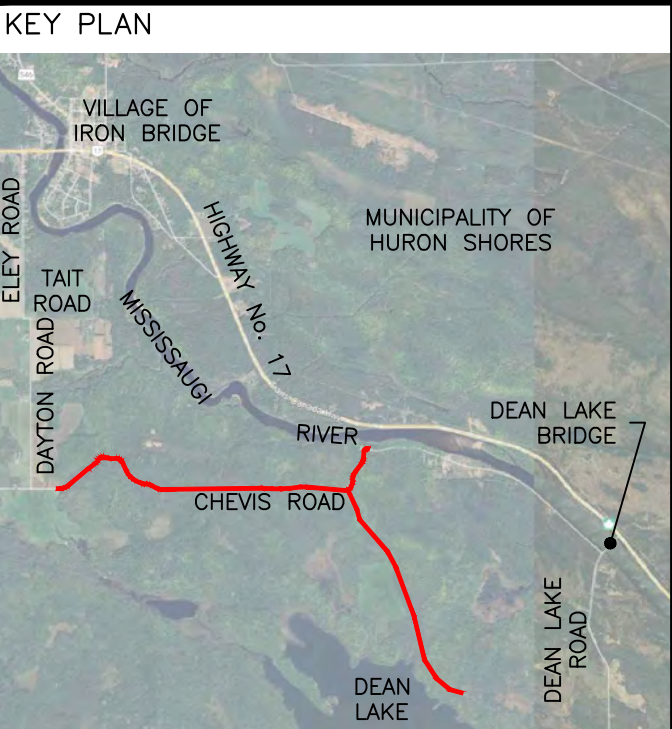 KEY PLAN
VILLAGE OF
IRON BRIDGE
ELEY ROAD
TAIT
ROAD
DAYTON ROAD
HIGHWAY No. 17
MUNICIPALITY OF
HURON SHORES
MISSISSAUGI
RIVER
DEAN LAKE
BRIDGE
CHEVIS ROAD
DEAN LAKE
ROAD
DEAN
LAKE